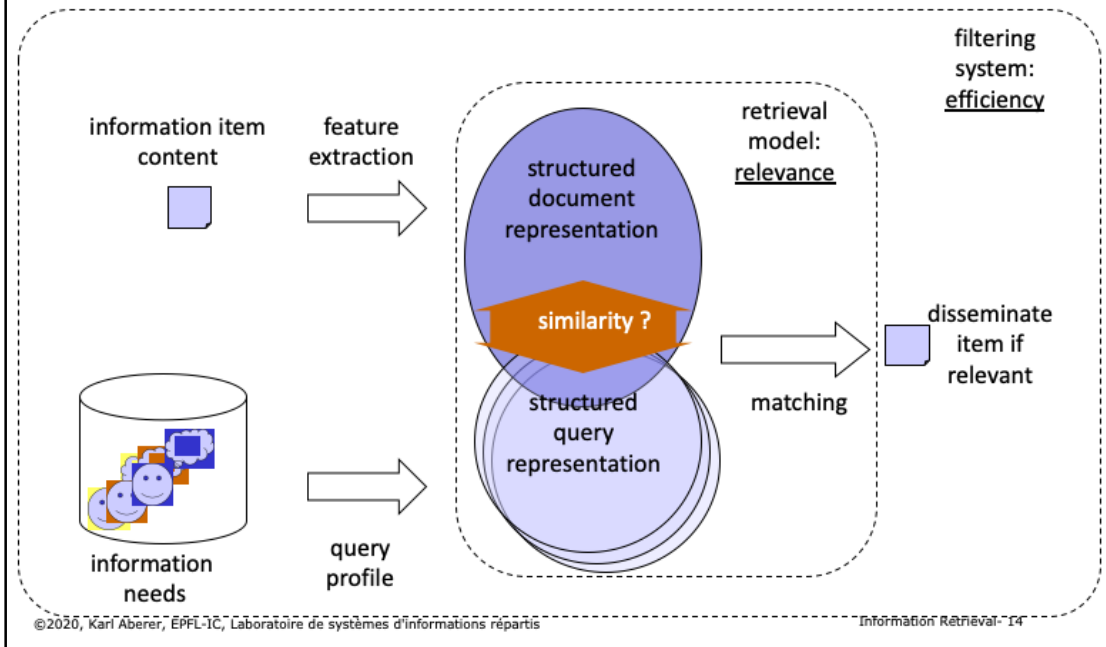 filtering
system:
efficiency
information item
content
feature
extraction
retrieval
model:
relevance
structured
document
representation
similarity ?
disseminate
item if
relevant
matching
structured
query
representation
information
needs
query
profile
©2020, Karl Aberer, EPFL-IC, Laboratoire de systèmes d'informations répartis
Information Retrieval- 14